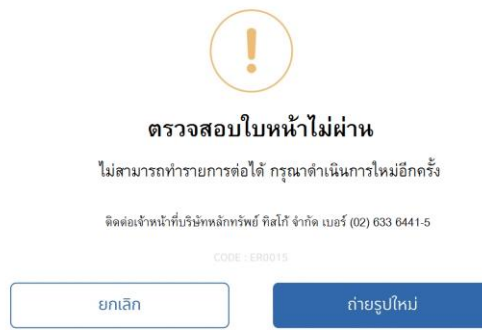 ตรวจสอบใบหน้าไม่ผ่าน
ไม่สามารถทำรายการต่อได้ กรุณาดำเนินการใหม่อีกครั้ง
ติดต่อเจ้าหน้าที่บริษัทหลักทรัพย์ ทิสโก้ จำกัด เบอร์ (02) 633 6441-5
CODE : ER0015
ยกเลิก
ถ่ายรูปใหม่